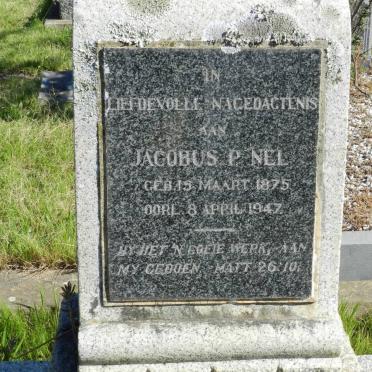 IN
LIEFDEVOLLE NAGEDAGTENIS
AAN
JACOBUS P. NEL
GEB. 15 MAART 1875
OORL. 8 APRIL 1947
HY HET 'N GOEIE WERK, AAN
MY GEDOEN. MATT. 26:10.